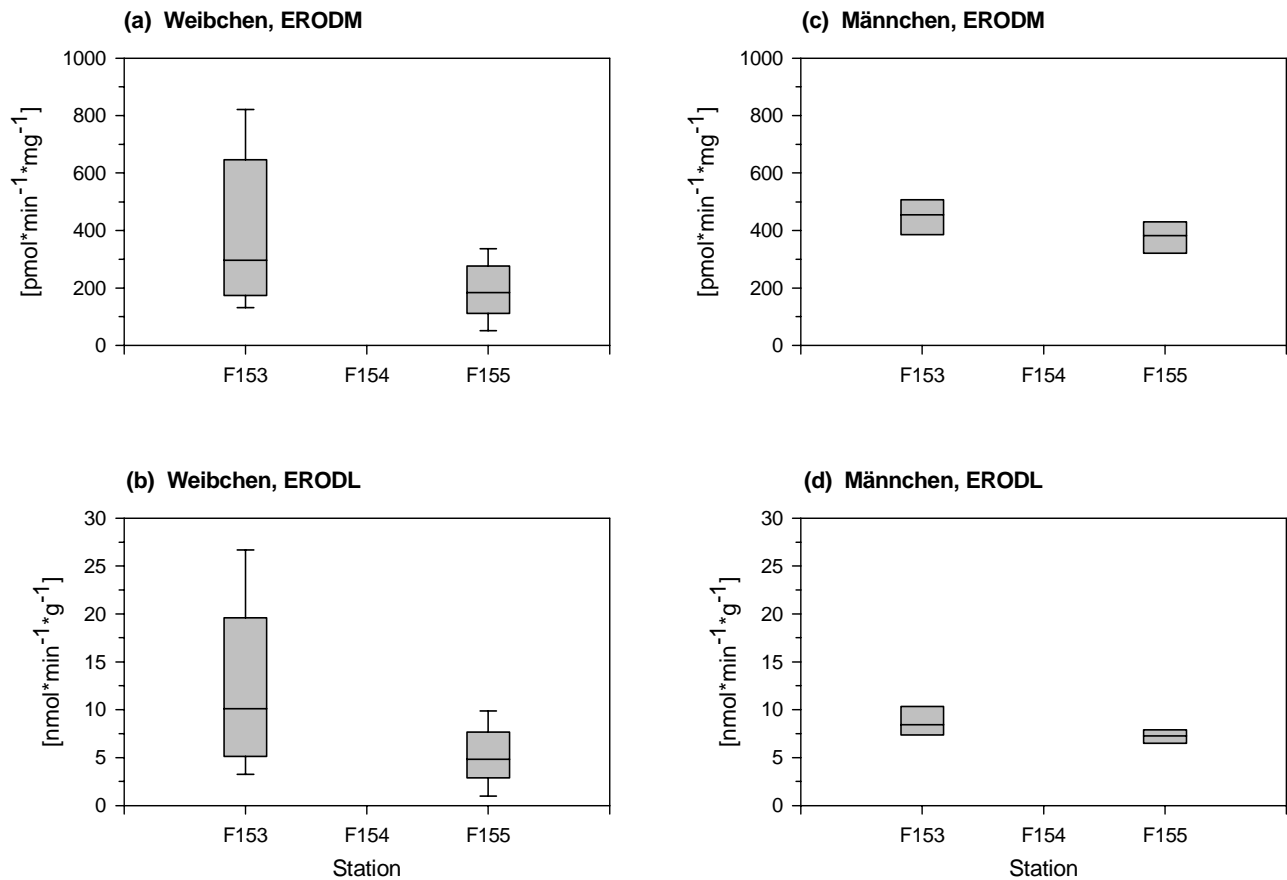 (a) Weibchen, ERODM
1000
800
600
400
200
0
[pmol*min-1*mg-1]
F153 F154 F155
(c) Männchen, ERODM
1000
800
600
400
200
0
[pmol*min-1*mg-1]
F153 F154 F155
(b) Weibchen, ERODL
30
25
20
15
10
5
0
[nmol*min-1*g-1]
F153 F154 F155
Station
(d) Männchen, ERODL
30
25
20
15
10
5
0
[nmol*min-1*g-1]
F153 F154 F155
Station